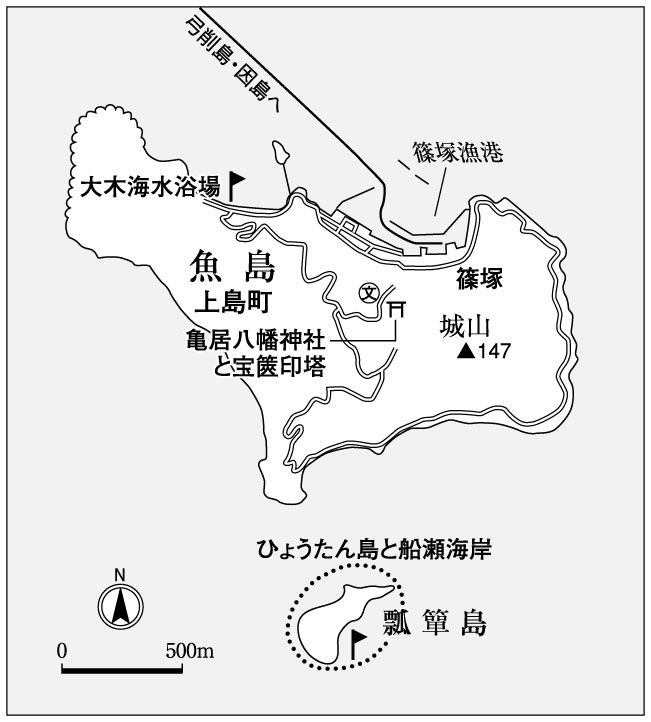 弓削島・因島へ
篠塚漁港
大木海水浴場
魚島
上島町
文
篠塚
亀居八幡神社
と宝篋印塔
城山
▲147
ひょうたん島と船瀬海岸
瓢箪島
N
0 500m